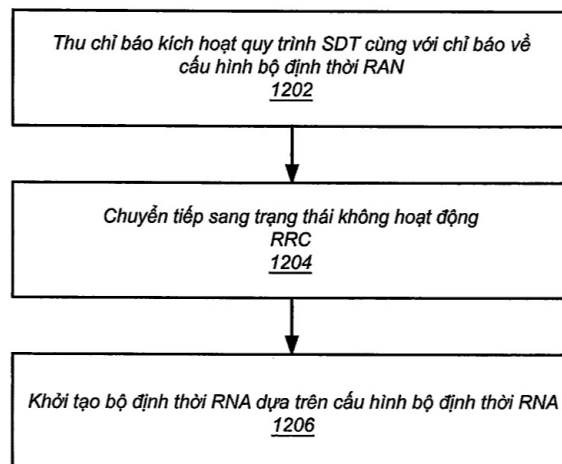 Thu chỉ báo kích hoạt quy trình SDT cùng với chỉ báo về
cấu hình bộ định thời RAN
1202
Chuyển tiếp sang trạng thái không hoạt động
RRC
1204
Khởi tạo bộ định thời RNA dựa trên cấu hình bộ định thời RNA
1206